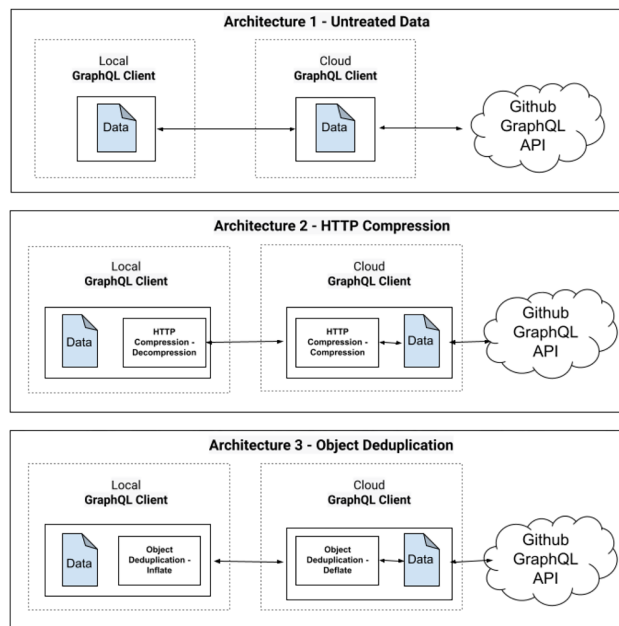 Architecture 1 - Untreated Data
Local
GraphQL Client
Cloud
GraphQL Client
Data
Data
Github
GraphQL
API
Architecture 2 - HTTP Compression
Local
GraphQL Client
Cloud
GraphQL Client
Data
HTTP
Compression -
Decompression
HTTP
Compression -
Compression
Data
Github
GraphQL
API
Architecture 3 - Object Deduplication
Local
GraphQL Client
Cloud
GraphQL Client
Data
Object
Deduplication -
Inflate
Object
Deduplication -
Deflate
Data
Github
GraphQL
API